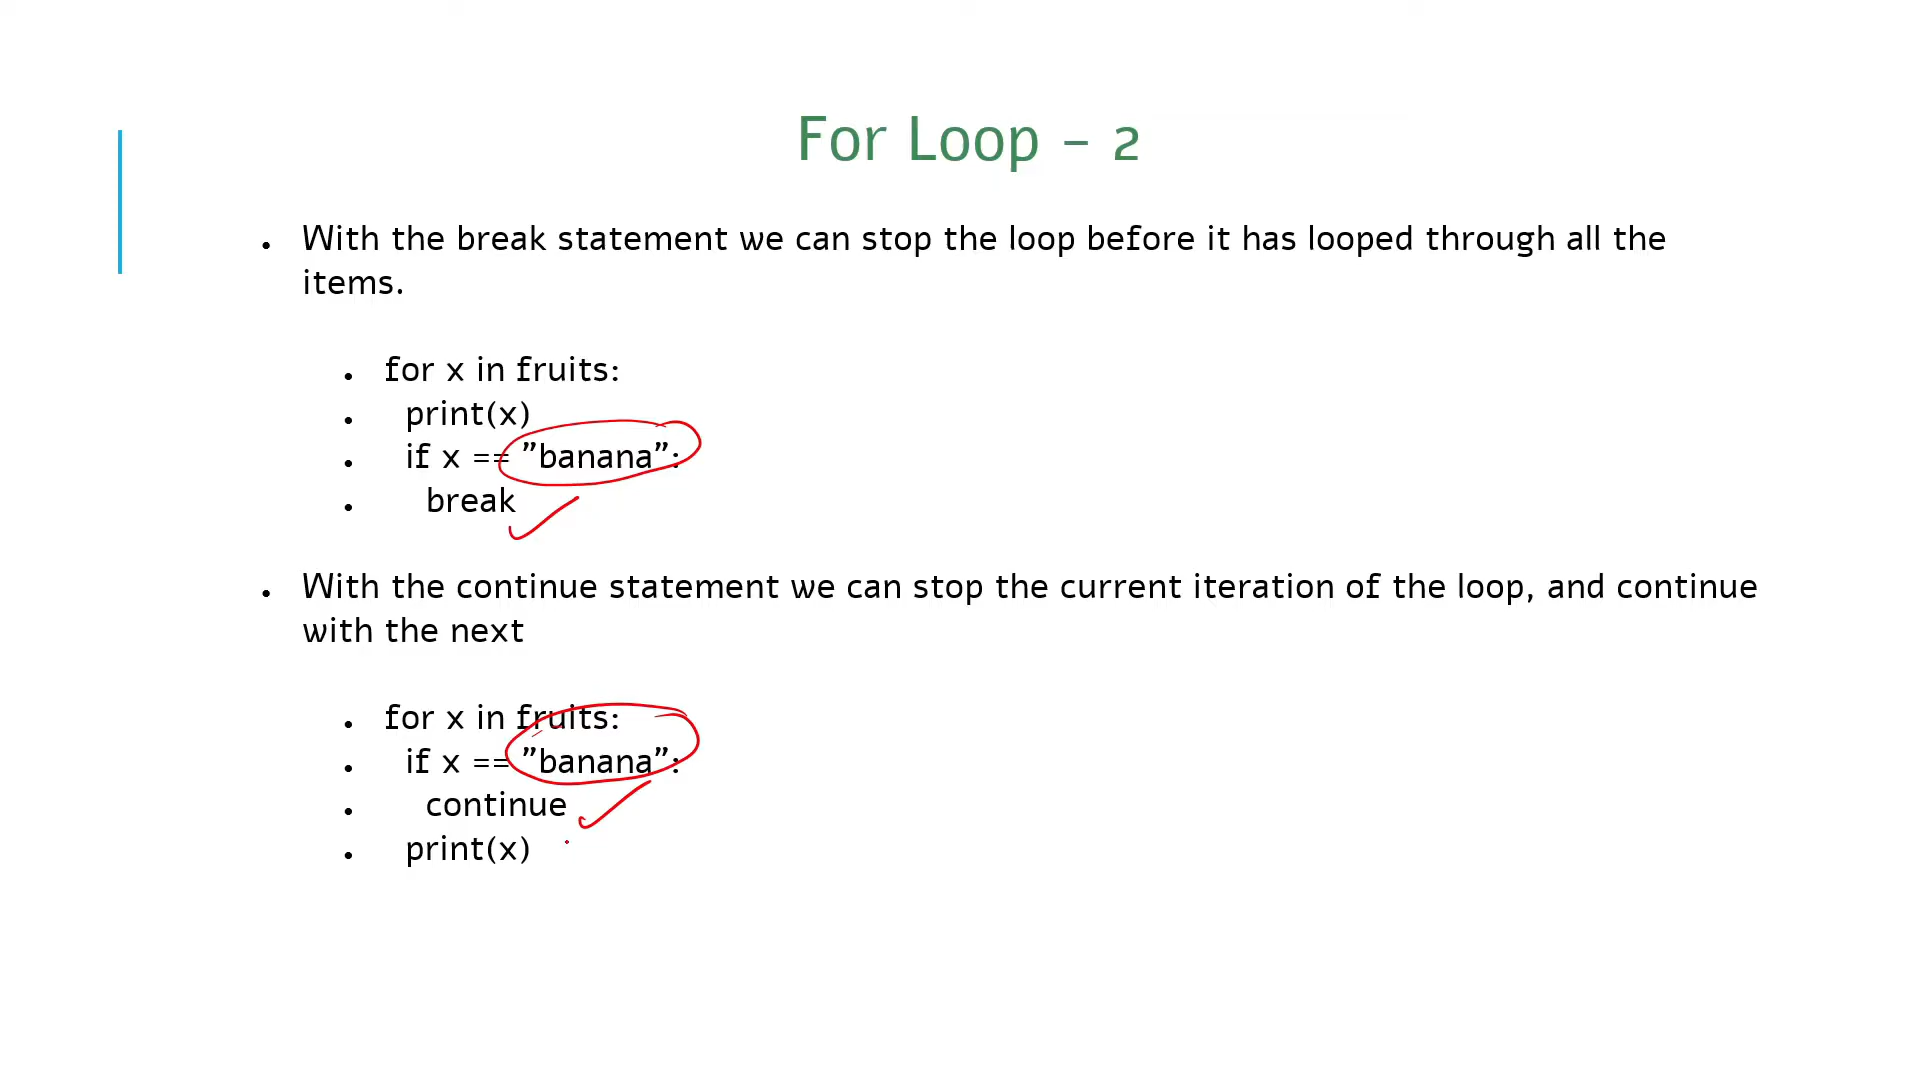 For Loop - 2
• With the break statement we can stop the loop before it has looped through all the
items.
• for x in fruits:
• print(x)
• if x == ”banana”:
• break
• With the continue statement we can stop the current iteration of the loop, and continue
with the next
• for x in fruits:
• if x == ”banana”:
• continue
• print(x)